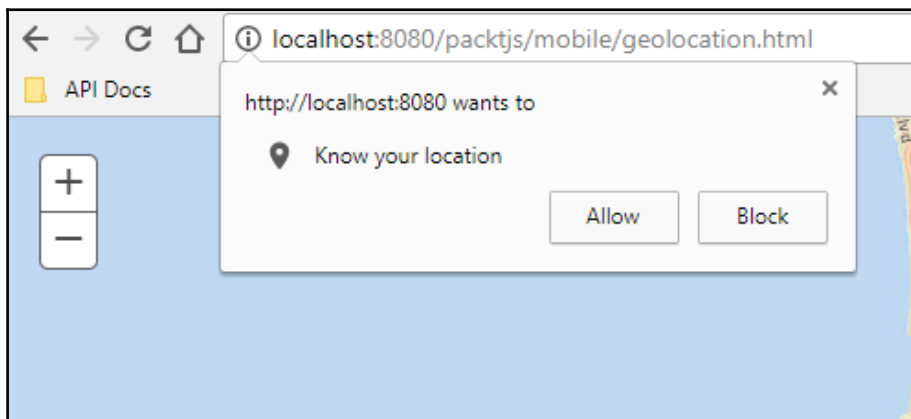 localhost:8080/packtjs/mobile/geolocation.html
API Docs
http://localhost:8080 wants to
Know your location
Allow
Block
+
−